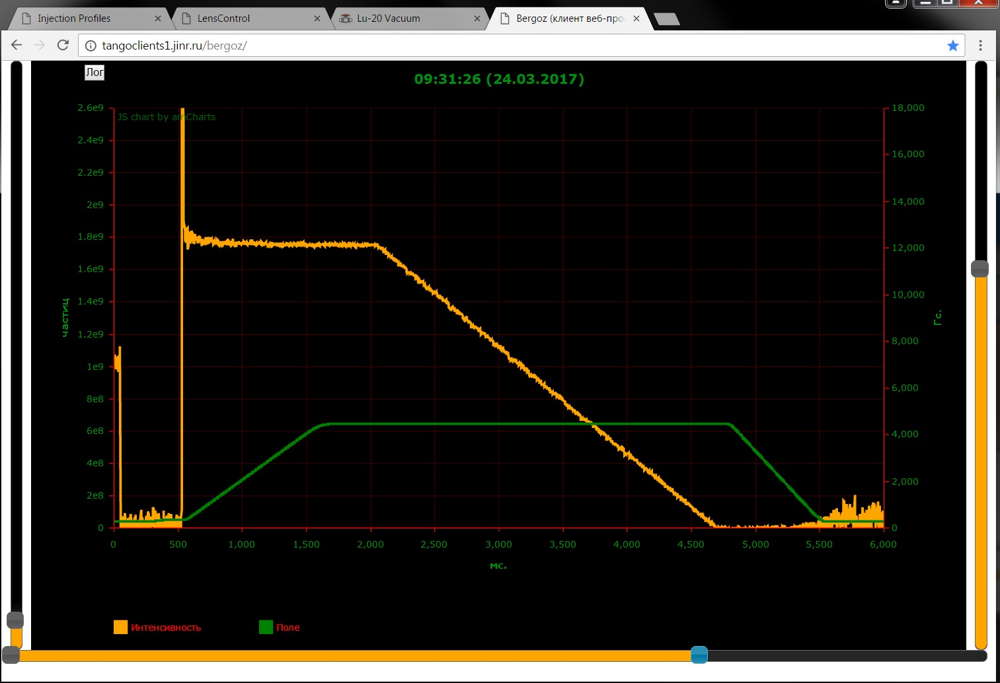 Injection Profiles
LensControl
Lu-20 Vacuum
Bergoz (клиент веб-про
tangoclients1.jinr.ru/bergoz/
Лог
09:31:26 (24.03.2017)
JS chart by amCharts
2.6e9
2.4e9
2.2e9
2e9
1.8e9
1.6e9
1.4e9
1.2e9
1e9
8e8
6e8
4e8
2e8
0
частиц
18,000
16,000
14,000
12,000
10,000
8,000
6,000
4,000
2,000
0
Гс.
0 500 1,000 1,500 2,000 2,500 3,000 3,500 4,000 4,500 5,000 5,500 6,000
мс.
Интенсивность
Поле